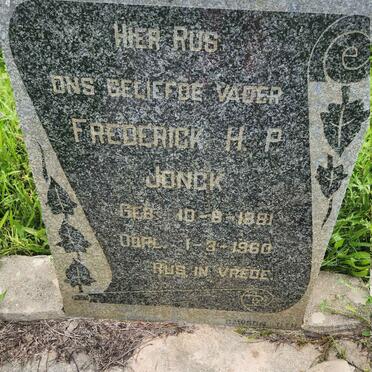 HIER RUS
ONS GELIEFDE VADER
FREDERICK H. P.
JONCK
GEB. 10-8-1881
OORL. 1-3-1960
RUS IN VREDE